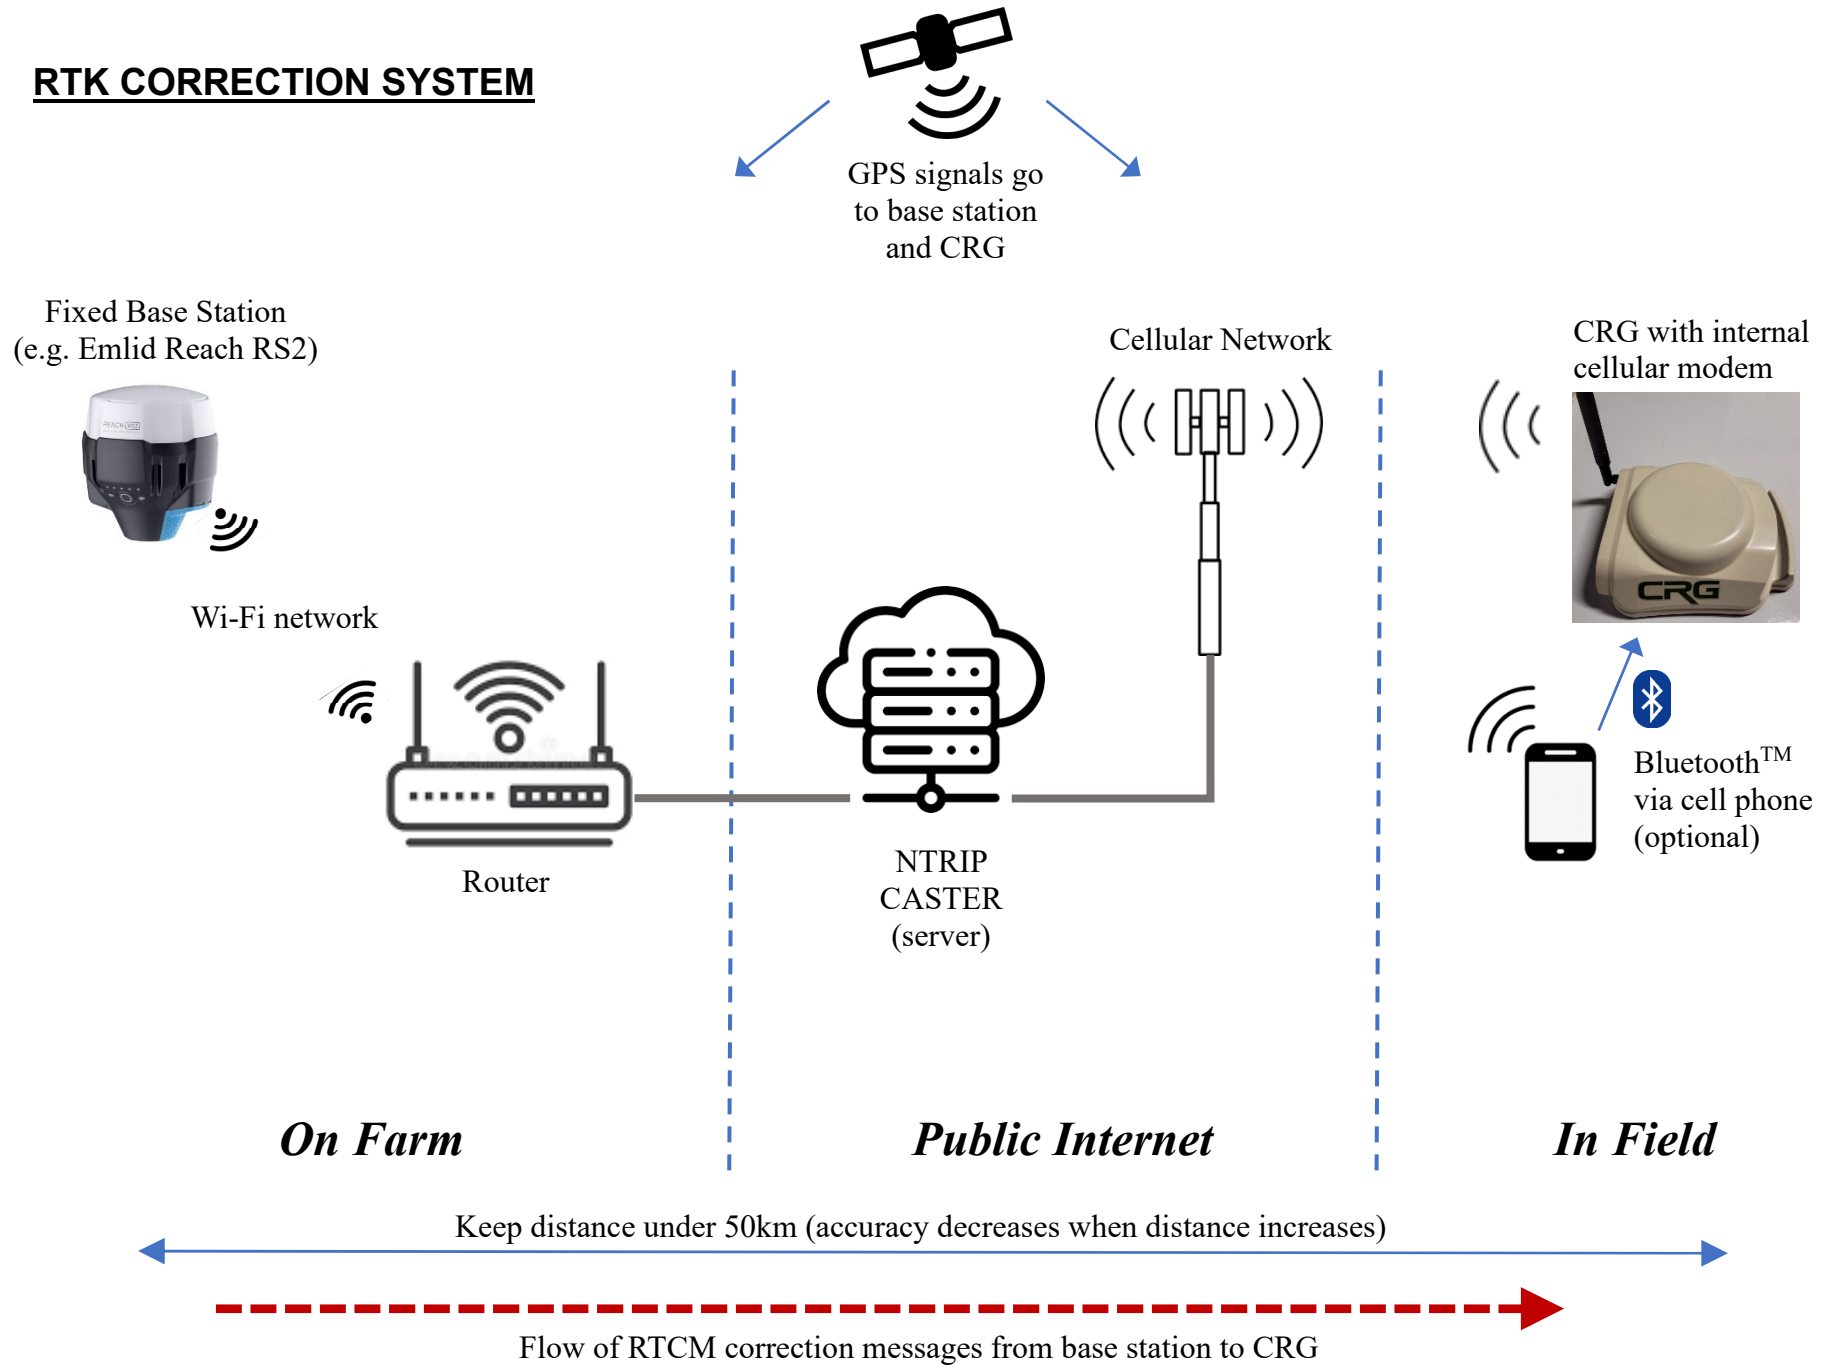 RTK CORRECTION SYSTEM
GPS signals go
to base station
and CRG
Fixed Base Station
(e.g. Emlid Reach RS2)
REACH RS2
Wi-Fi network
Router
Cellular Network
NTRIP
CASTER
(server)
CRG with internal
cellular modem
CRG
Bluetooth™
via cell phone
(optional)
On Farm
Public Internet
In Field
Keep distance under 50km (accuracy decreases when distance increases)
Flow of RTCM correction messages from base station to CRG